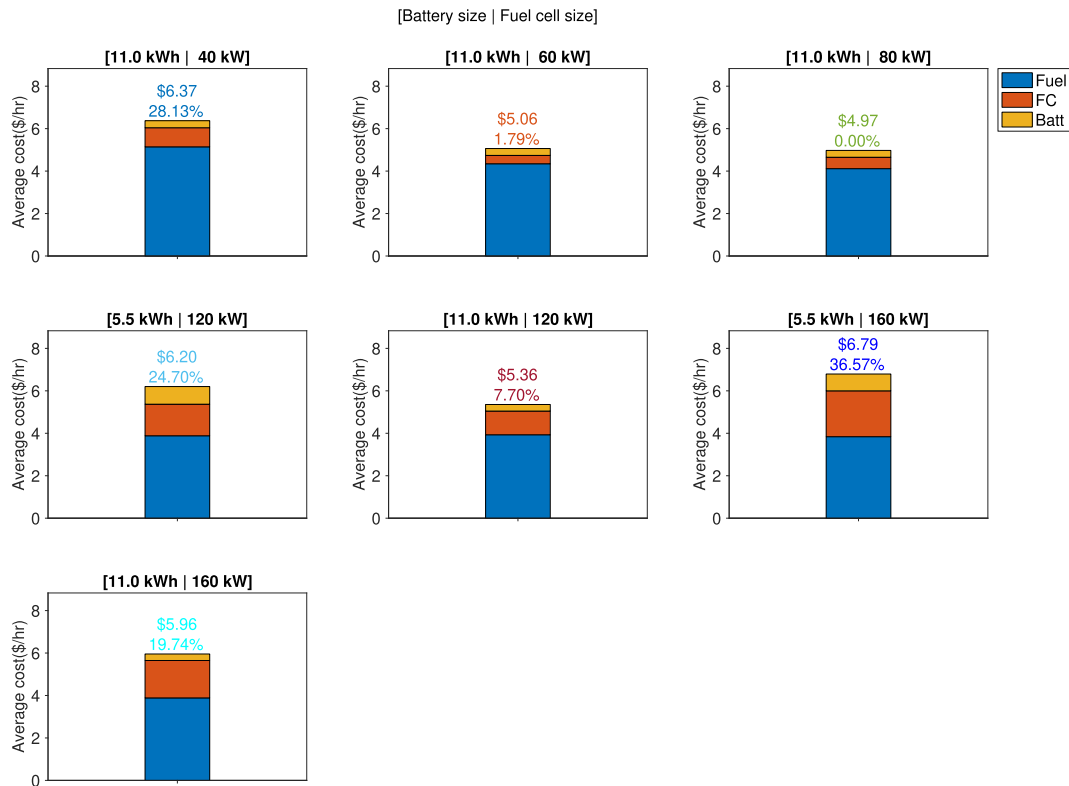 [Battery size | Fuel cell size]
[11.0 kWh |  40 kW]
Average cost($/hr)
8
6
4
2
0
$6.37
28.13%
[11.0 kWh |  60 kW]
Average cost($/hr)
8
6
4
2
0
$5.06
1.79%
[11.0 kWh |  80 kW]
Average cost($/hr)
8
6
4
2
0
$4.97
0.00%
Fuel
FC
Batt
[5.5 kWh | 120 kW]
Average cost($/hr)
8
6
4
2
0
$6.20
24.70%
[11.0 kWh | 120 kW]
Average cost($/hr)
8
6
4
2
0
$5.36
7.70%
[5.5 kWh | 160 kW]
Average cost($/hr)
8
6
4
2
0
$6.79
36.57%
[11.0 kWh | 160 kW]
Average cost($/hr)
8
6
4
2
0
$5.96
19.74%